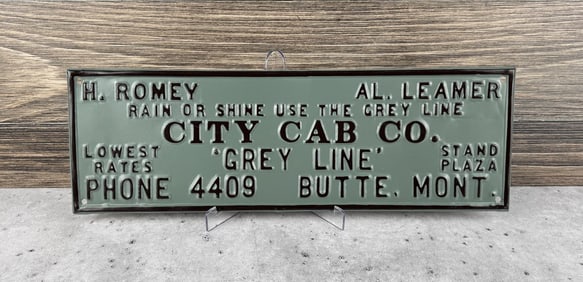 H. ROMEY AL. LEAMER
RAIN OR SHINE USE THE GREY LINE
CITY CAB CO.
LOWEST RATES 'GREY LINE' STAND PLAZA
PHONE 4409 BUTTE. MONT.